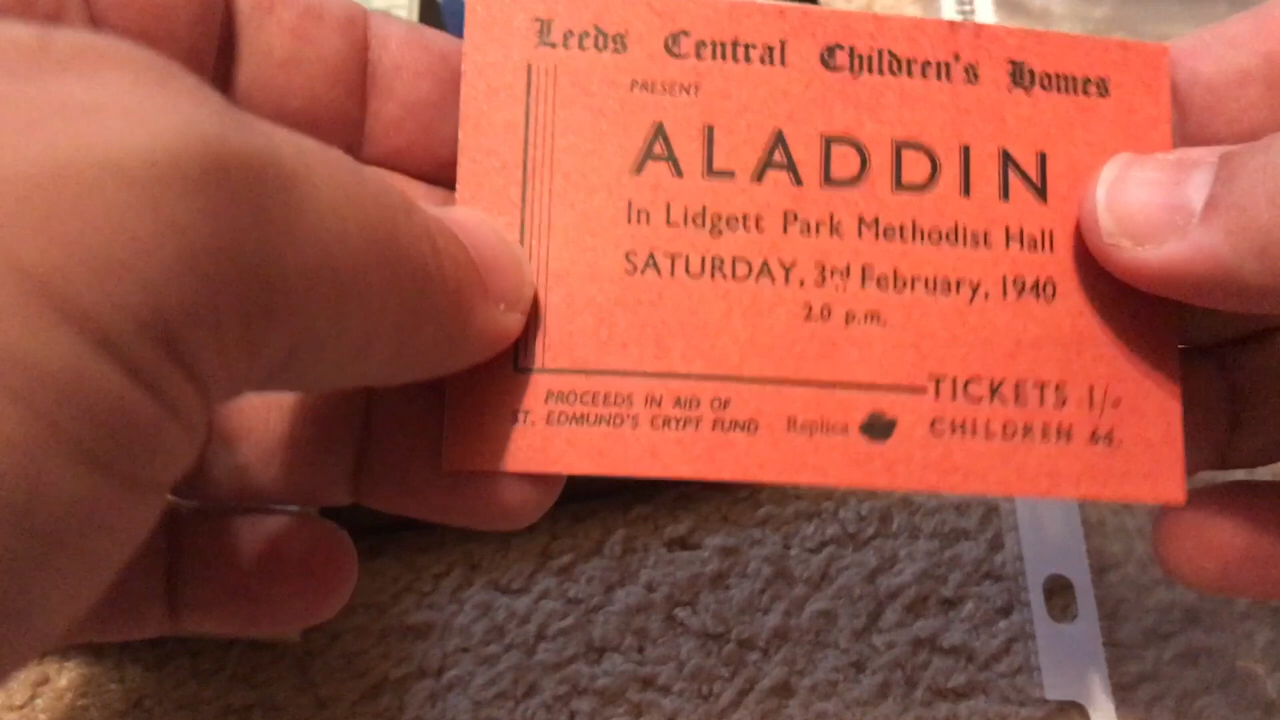 Leeds Central Children's Homes
PRESENT
ALADDIN
In Lidgett Park Methodist Hall
SATURDAY, 3rd February, 1940
2.0 p.m.
TICKETS 1/-
PROCEEDS IN AID OF
ST. EDMUND'S CRYPT FUND
Replica
CHILDREN 6d.